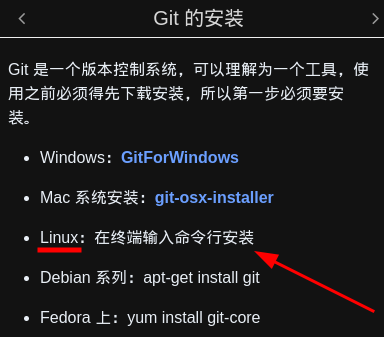 Git 的安装
Git 是一个版本控制系统，可以理解为一个工具，使
用之前必须得先下载安装，所以第一步必须要安
装。
Windows：GitForWindows
Mac 系统安装：git-osx-installer
Linux：在终端输入命令行安装
Debian 系列：apt-get install git
Fedora 上：yum install git-core